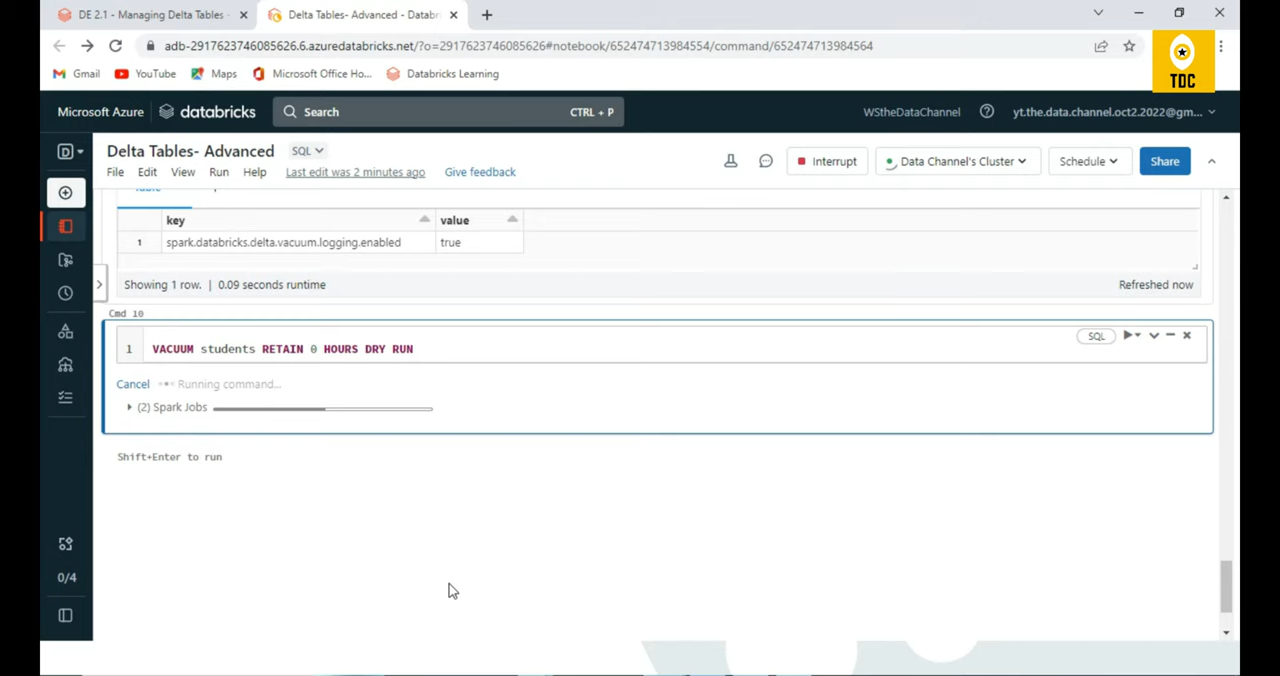 DE 2.1 - Managing Delta Tables -
Delta Tables- Advanced - Databr
adb-2917623746085626.6.azuredatabricks.net/?o=2917623746085626#notebook/652474713984554/command/652474713984564
Gmail
YouTube
Maps
Microsoft Office Ho...
Databricks Learning
TDC
Microsoft Azure
databricks
Search
CTRL + P
WStheDataChannel
yt.the.data.channel.oct2.2022@gm...
D
Delta Tables- Advanced
SQL
File
Edit
View
Run
Help
Last edit was 2 minutes ago
Give feedback
Interrupt
Data Channel's Cluster
Schedule
Share
key
value
1
spark.databricks.delta.vacuum.logging.enabled
true
Showing 1 row. | 0.09 seconds runtime
Refreshed now
Cmd 10
SQL
1 VACUUM students RETAIN 0 HOURS DRY RUN
Cancel
Running command...
(2) Spark Jobs
Shift+Enter to run
0/4